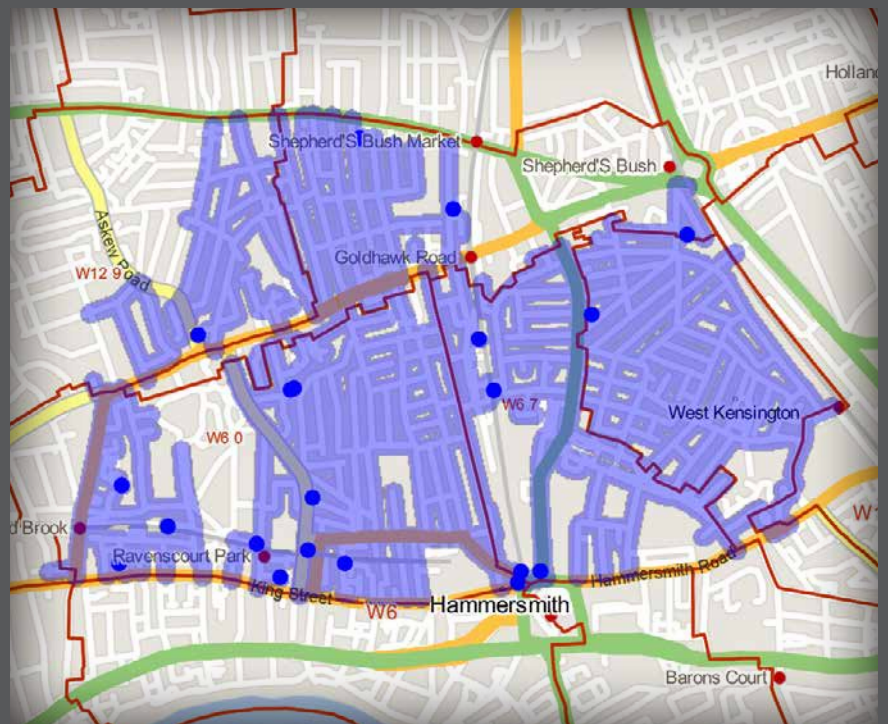 Hollan
Shepherd'S Bush Market
Shepherd'S Bush
Askew Road
Goldhawk Road
W12 9
West Kensington
W6 7
W6 0
d Brook
W1
Ravenscourt Park
Hammersmith Road
King Street
W6
Hammersmith
Barons Court